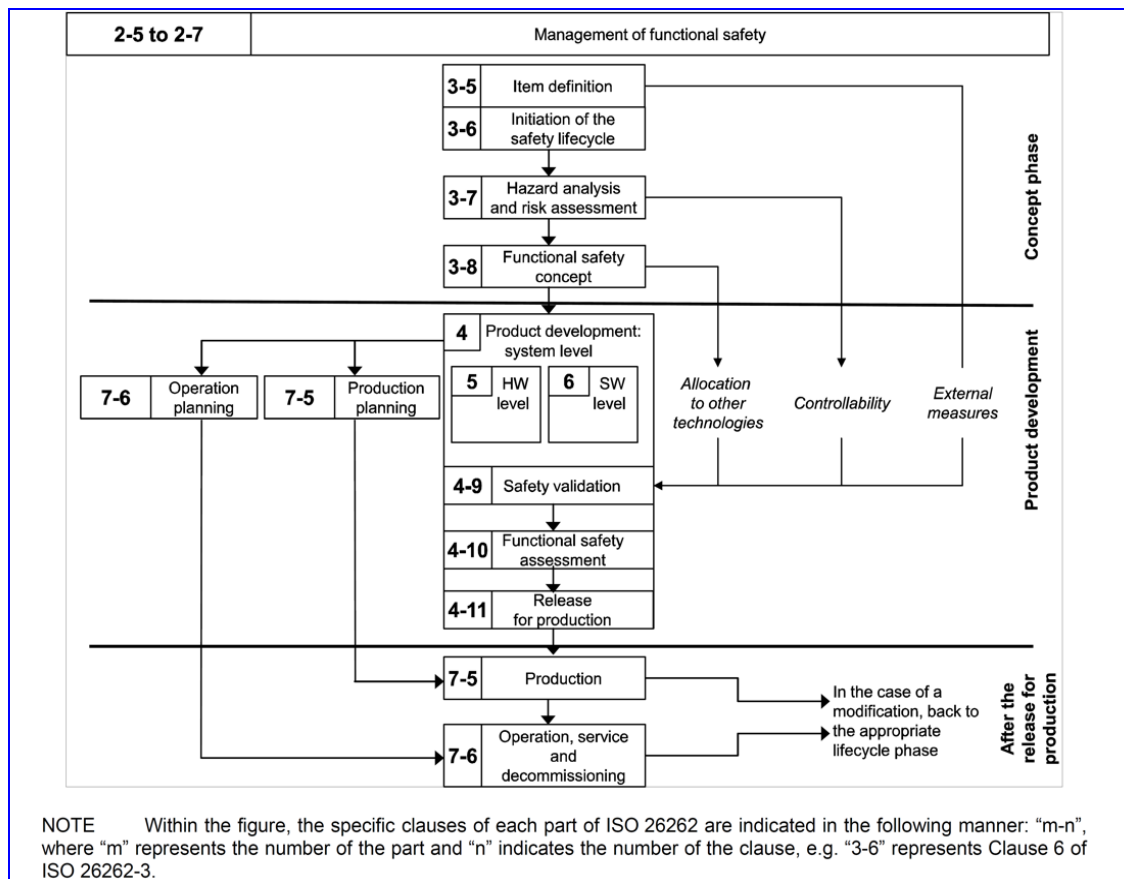 2-5 to 2-7
Management of functional safety
3-5
Item definition
3-6
Initiation of the
safety lifecycle
3-7
Hazard analysis
and risk assessment
3-8
Functional safety
concept
Concept phase
4
Product development:
system level
5
HW
level
6
SW
level
7-6
Operation
planning
7-5
Production
planning
Allocation
to other
technologies
Controllability
External
measures
4-9
Safety validation
4-10
Functional safety
assessment
4-11
Release
for production
Product development
7-5
Production
7-6
Operation, service
and
decommissioning
In the case of a
modification, back to
the appropriate
lifecycle phase
After the
release for
production
NOTE Within the figure, the specific clauses of each part of ISO 26262 are indicated in the following manner: “m-n”,
where “m” represents the number of the part and “n” indicates the number of the clause, e.g. “3-6” represents Clause 6 of
ISO 26262-3.